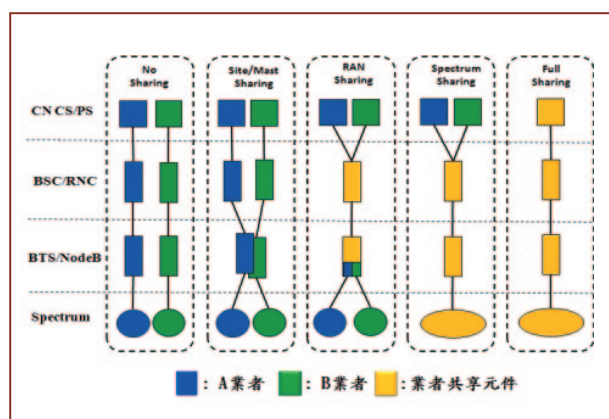 No
Sharing
Site/Mast
Sharing
RAN
Sharing
Spectrum
Sharing
Full
Sharing
CN CS/PS
BSC/RNC
BTS/NodeB
Spectrum
: A業者 : B業者 : 業者共享元件